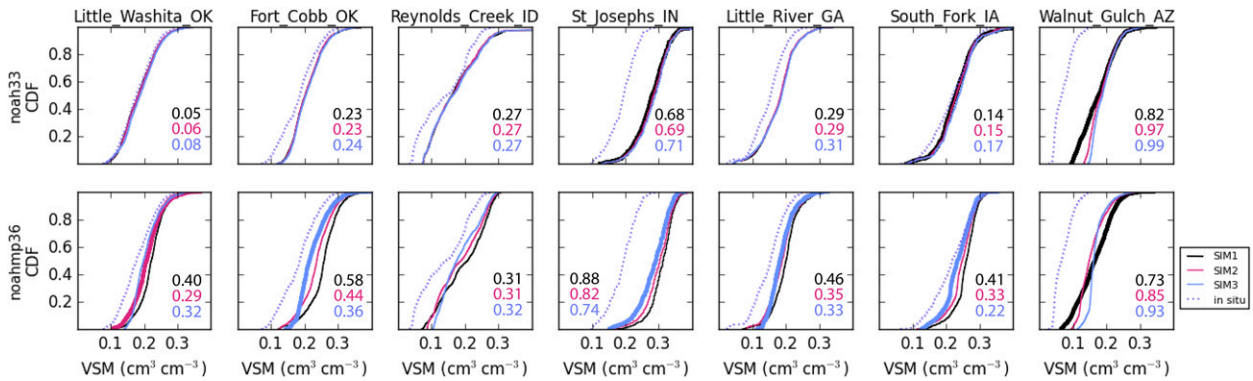 Little_Washita_OK Fort_Cobb_OK Reynolds_Creek_ID St_Josephs_IN Little_River_GA South_Fork_IA Walnut_Gulch_AZ
noah33
CDF
0.8
0.6
0.4
0.2
0.05 0.23 0.27 0.68 0.29 0.14 0.82
0.06 0.23 0.27 0.69 0.29 0.15 0.97
0.08 0.24 0.27 0.71 0.31 0.17 0.99
noahmp36
CDF
0.8
0.6
0.4
0.2
0.40 0.58 0.31 0.88 0.46 0.41 0.73
0.29 0.44 0.31 0.82 0.35 0.33 0.85
0.32 0.36 0.32 0.74 0.33 0.22 0.93
SIM1
SIM2
SIM3
in situ
0.1 0.2 0.3 0.1 0.2 0.3 0.1 0.2 0.3 0.1 0.2 0.3 0.1 0.2 0.3 0.1 0.2 0.3 0.1 0.2 0.3
VSM (cm³ cm⁻³) VSM (cm³ cm⁻³) VSM (cm³ cm⁻³) VSM (cm³ cm⁻³) VSM (cm³ cm⁻³) VSM (cm³ cm⁻³) VSM (cm³ cm⁻³)